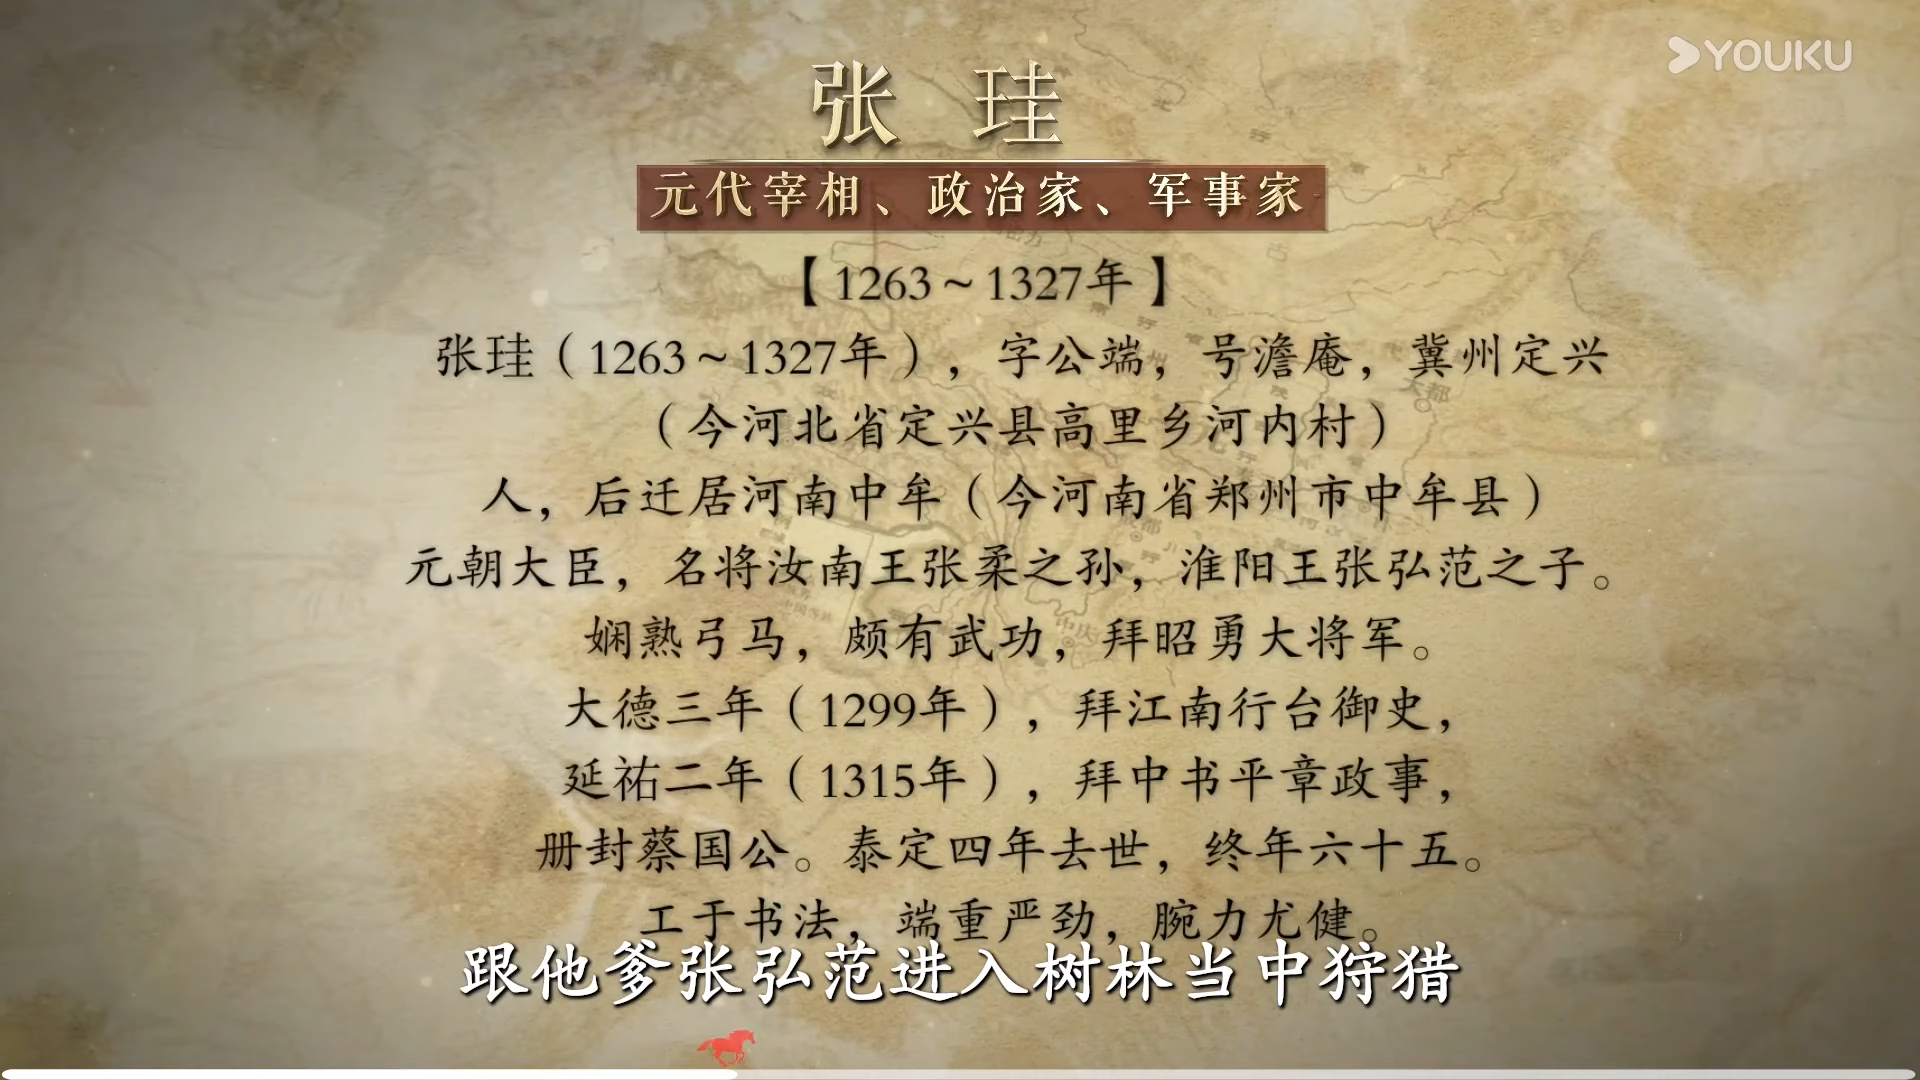 YOUKU
张 珪
元代宰相、政治家、军事家
【1263～1327年】
张珪（1263～1327年），字公端，号澹庵，冀州定兴
（今河北省定兴县高里乡河内村）
人，后迁居河南中牟（今河南省郑州市中牟县）
元朝大臣，名将汝南王张柔之孙，淮阳王张弘范之子。
娴熟弓马，颇有武功，拜昭勇大将军。
大德三年（1299年），拜江南行台御史，
延祐二年（1315年），拜中书平章政事，
册封蔡国公。泰定四年去世，终年六十五。
工于书法，端重严劲，腕力尤健。
跟他爹张弘范进入树林当中狩猎